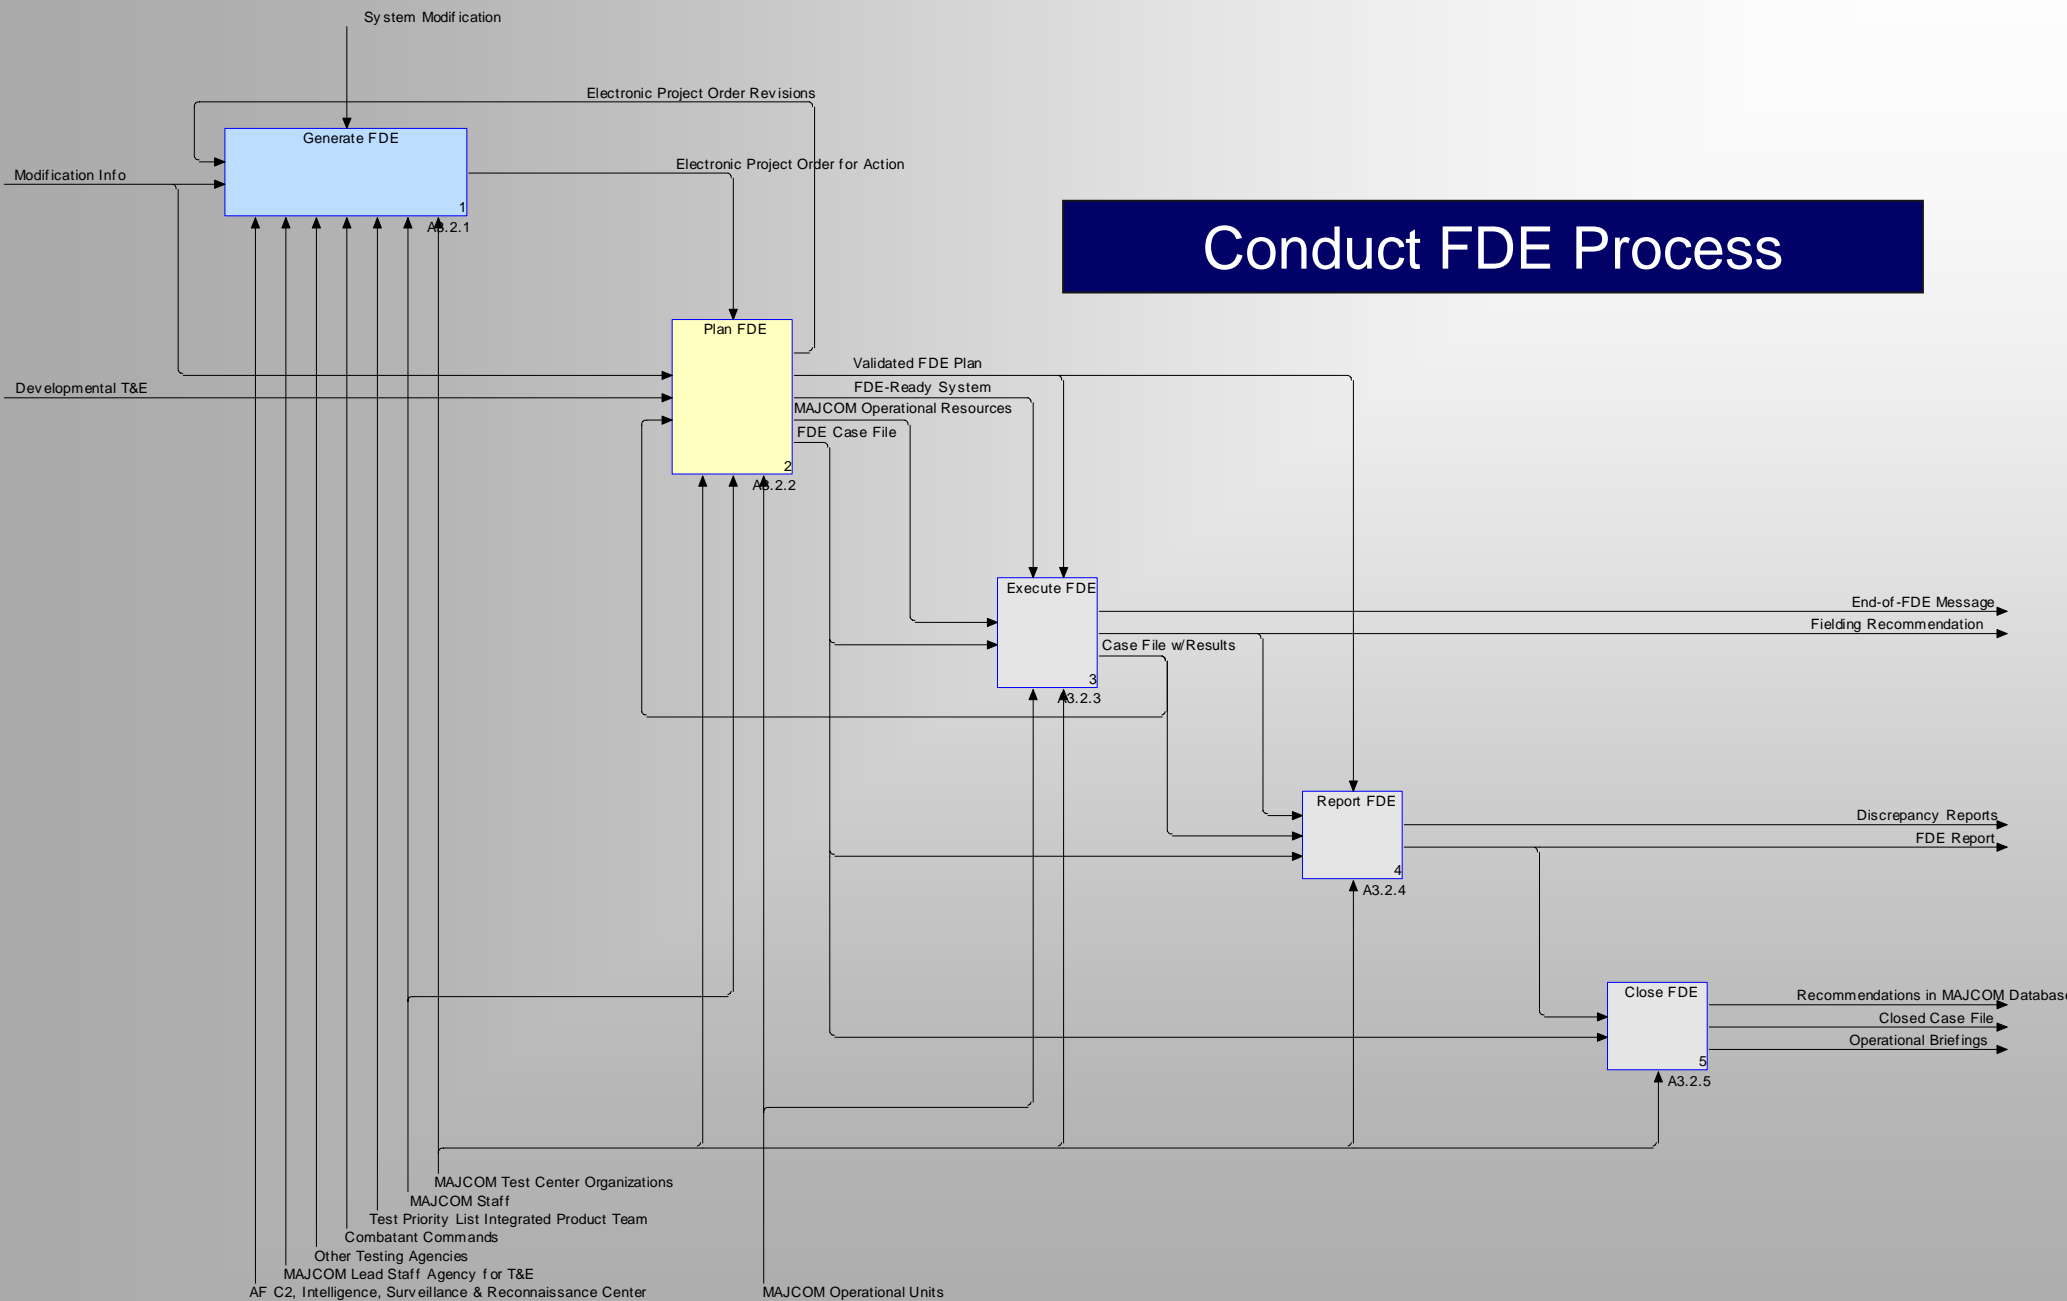 System Modification
Electronic Project Order Revisions
Generate FDE
Electronic Project Order for Action
Modification Info
1
A3.2.1
Conduct FDE Process
Plan FDE
Validated FDE Plan
Developmental T&E
FDE-Ready System
MAJCOM Operational Resources
FDE Case File
2
A3.2.2
Execute FDE
End-of-FDE Message
Fielding Recommendation
Case File w/Results
3
A3.2.3
Report FDE
Discrepancy Reports
FDE Report
4
A3.2.4
Close FDE
Recommendations in MAJCOM Database
Closed Case File
Operational Briefings
5
A3.2.5
MAJCOM Test Center Organizations
MAJCOM Staff
Test Priority List Integrated Product Team
Combatant Commands
Other Testing Agencies
MAJCOM Lead Staff Agency for T&E
AF C2, Intelligence, Surveillance & Reconnaissance Center
MAJCOM Operational Units